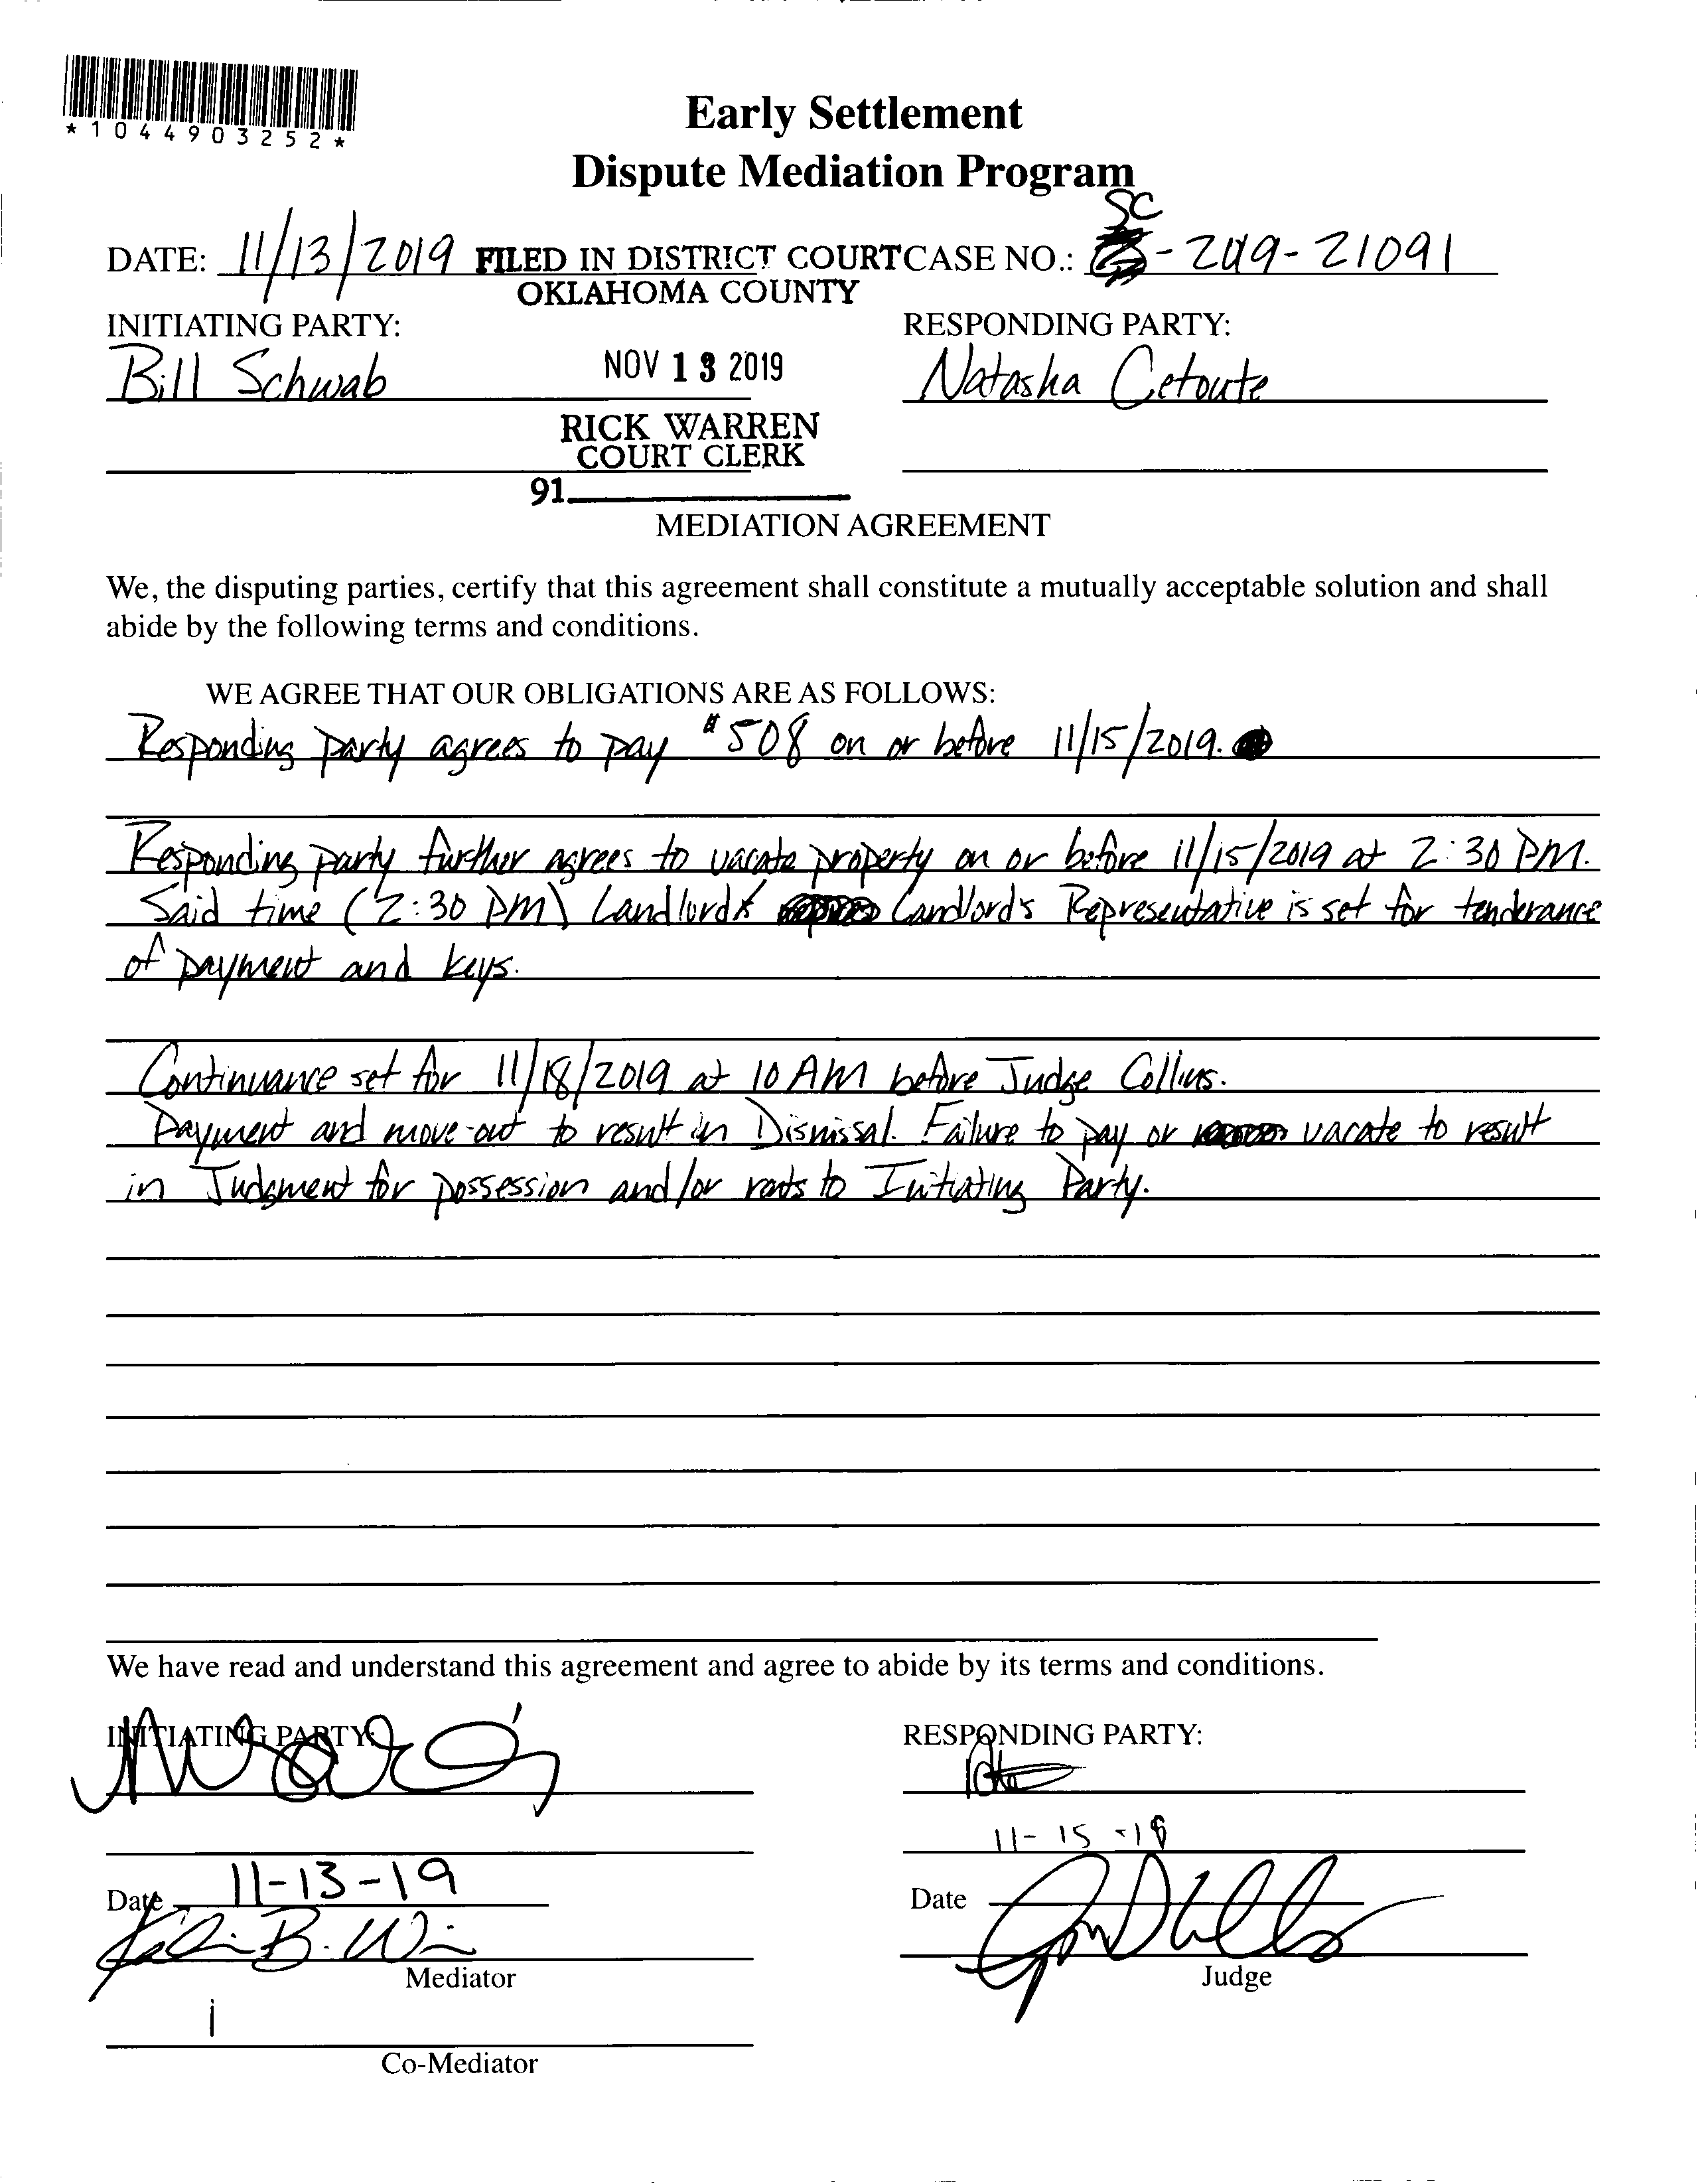 *1044903252*
Early Settlement
Dispute Mediation Program
SC
DATE: 11/13/2019 FILED IN DISTRICT COURT CASE NO.: -2019-21091
OKLAHOMA COUNTY
INITIATING PARTY: RESPONDING PARTY:
Bill Schwab NOV 13 2019 Natasha Cetoute
RICK WARREN
COURT CLERK
91
MEDIATION AGREEMENT
We, the disputing parties, certify that this agreement shall constitute a mutually acceptable solution and shall
abide by the following terms and conditions.
WE AGREE THAT OUR OBLIGATIONS ARE AS FOLLOWS:
Responding party agrees to pay $508 on or before 11/15/2019.
Responding party further agrees to vacate property on or before 11/15/2019 at 2:30 PM.
Said time (2:30 PM) Landlord Landlord's Representative is set for tenderance
of payment and keys.
Continuance set for 11/18/2019 at 10 AM before Judge Collins.
Payment and move-out to result in Dismissal. Failure to pay or vacate to result
in Judgment for possession and/or rents to Initiating Party.
We have read and understand this agreement and agree to abide by its terms and conditions.
INITIATING PARTY: RESPONDING PARTY:
11-15-19
Date 11-13-19 Date
Mediator Judge
Co-Mediator